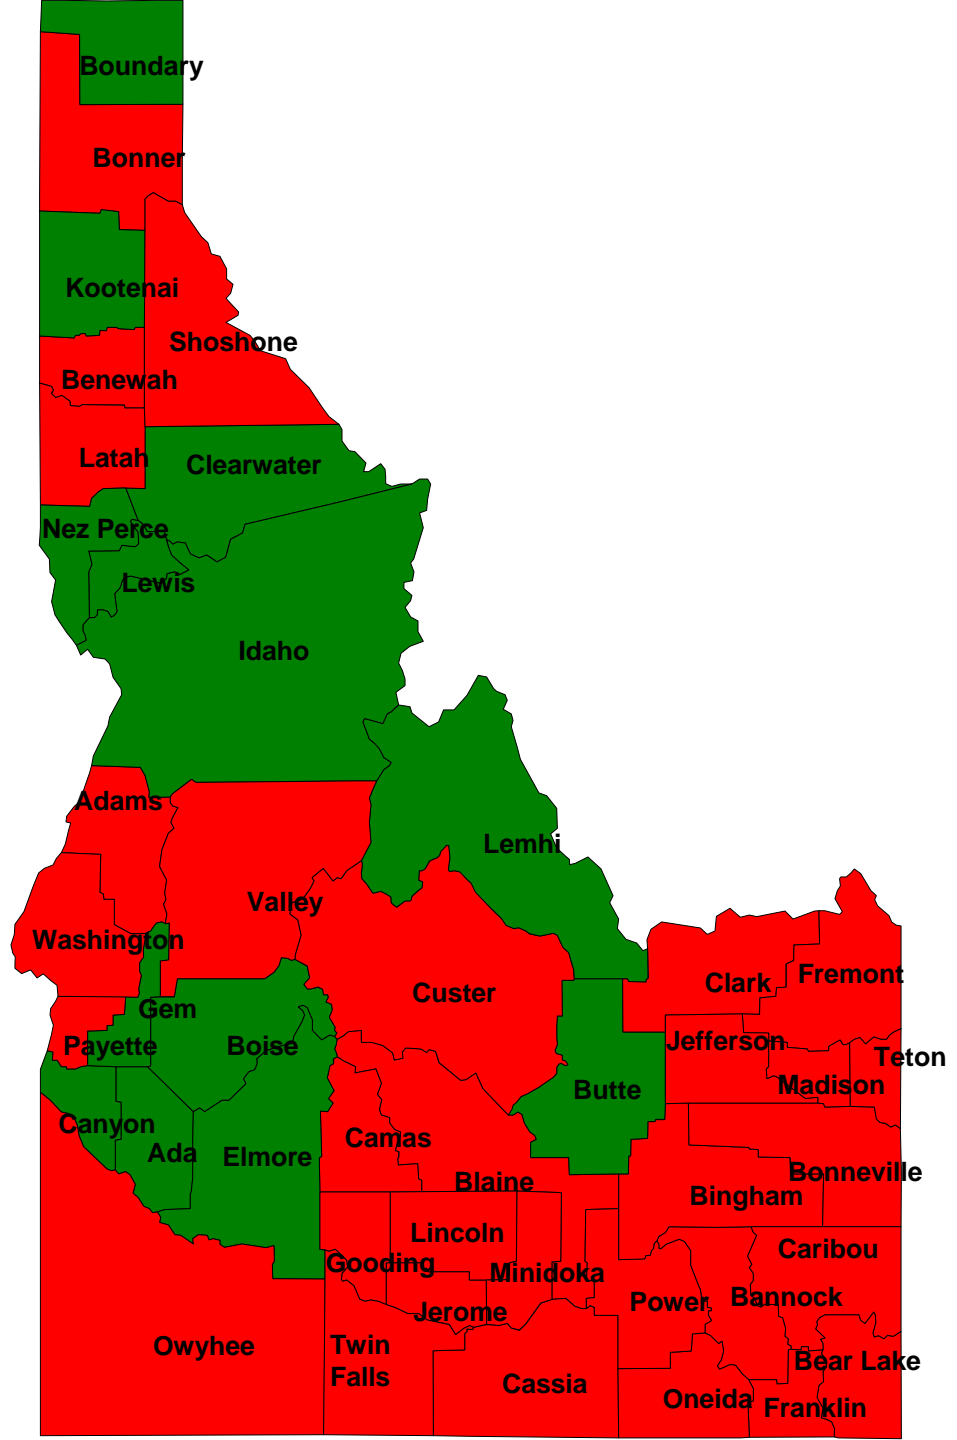 Boundary
Bonner
Kootenai
Shoshone
Benewah
Latah
Clearwater
Nez Perce
Lewis
Idaho
Adams
Lemhi
Valley
Washington
Custer
Clark
Fremont
Gem
Payette
Boise
Jefferson
Teton
Madison
Butte
Canyon
Ada
Elmore
Camas
Blaine
Bonneville
Bingham
Lincoln
Caribou
Gooding
Minidoka
Power
Bannock
Jerome
Owyhee
Twin
Falls
Bear Lake
Cassia
Oneida
Franklin